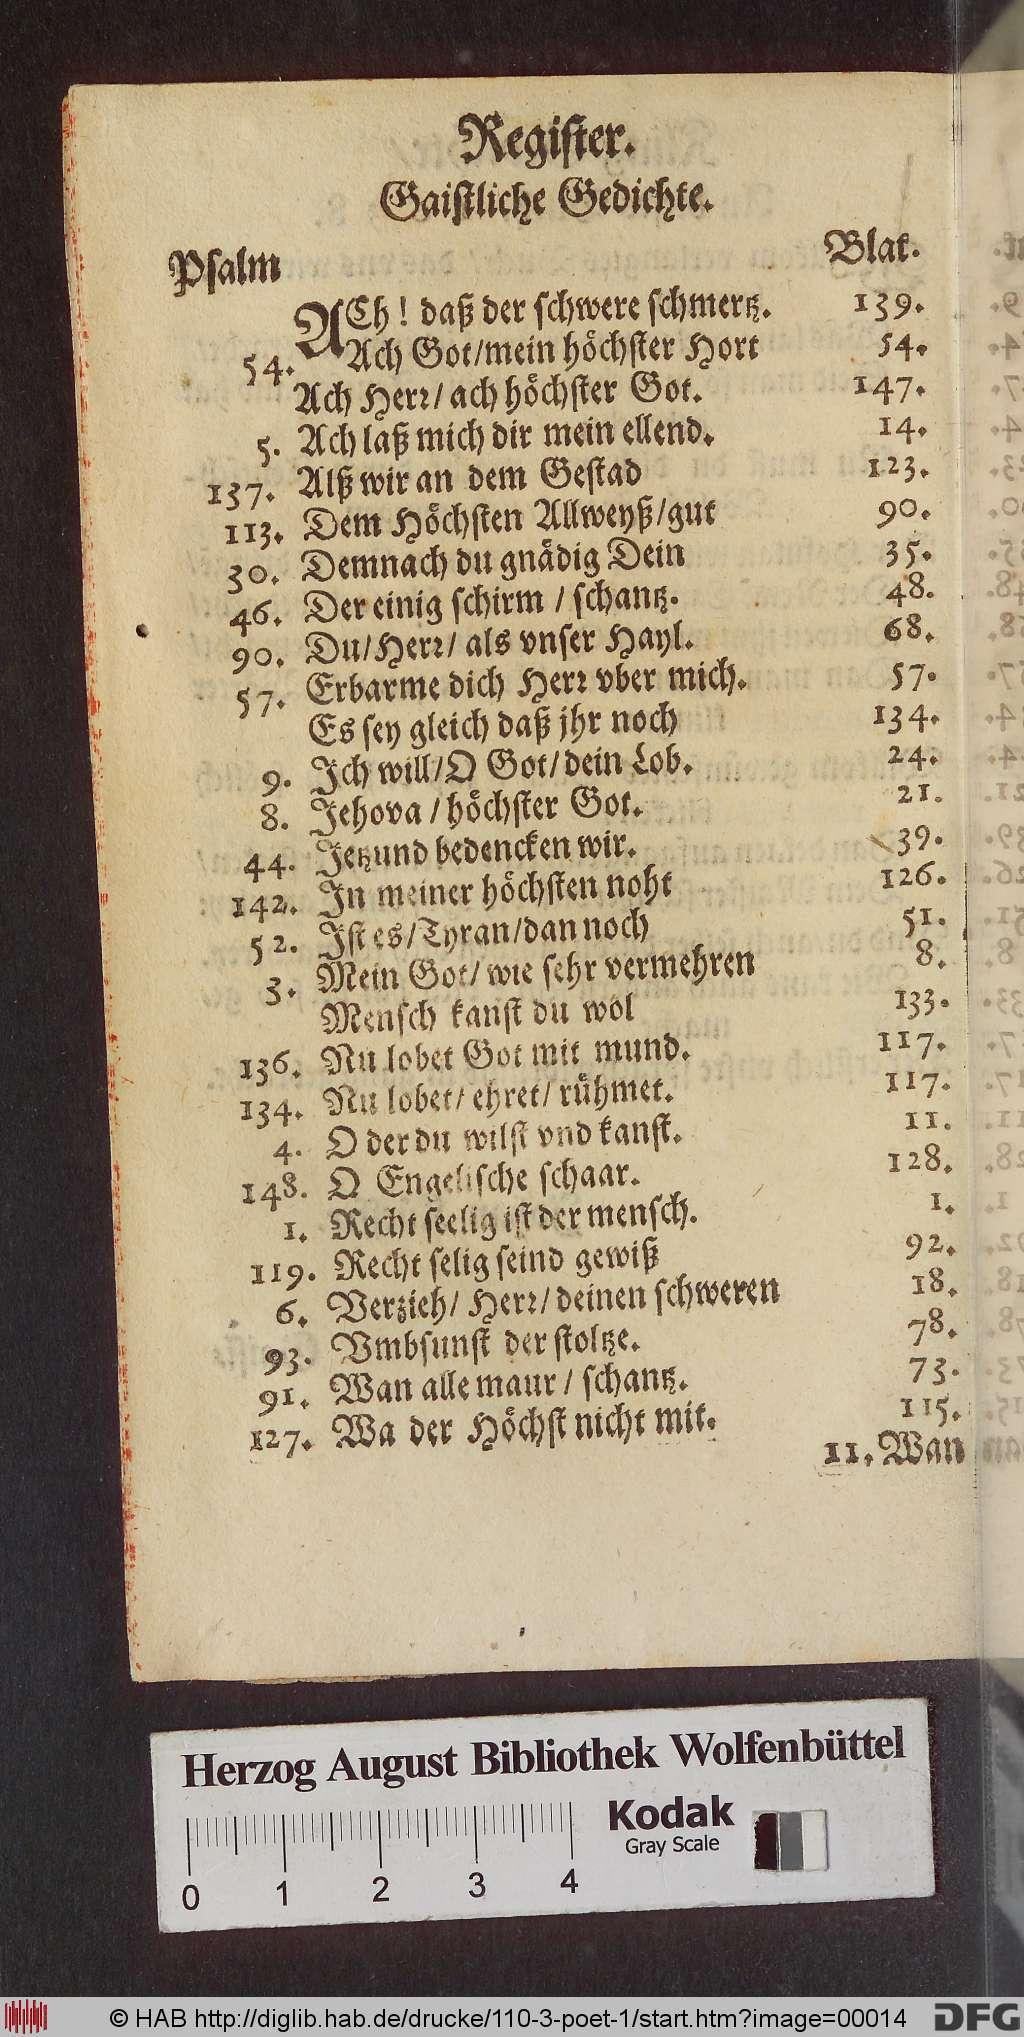 Register.
Gaistliche Gedichte.
Psalm Blat.
ACh! daß der schwere schmertz. 139.
54. Ach Got/mein höchster Hort 54.
Ach Herr/ach höchster Got. 147.
5. Ach laß mich dir mein ellend. 14.
137. Alß wir an dem Gestad 123.
113. Dem Höchsten Allweyß/gut 90.
30. Demnach du gnädig Dein 35.
46. Der einig schirm / schantz. 48.
90. Du/Herr/ als vnser Hayl. 68.
57. Erbarme dich Herr vber mich. 57.
Es sey gleich daß jhr noch 134.
9. Ich will/O Got/dein Lob. 24.
8. Jehova / höchster Got. 21.
44. Jetzund bedencken wir. 39.
142. In meiner höchsten noht 126.
52. Ist es/Tyran/dan noch 51.
3. Mein Got/ wie sehr vermehren 8.
Mensch kanst du wol 133.
136. Nu lobet Got mit mund. 117.
134. Nu lobet/ ehret/ rühmet. 117.
4. O der du wilst vnd kanst. 11.
148. O Engelische schaar. 128.
1. Recht seelig ist der mensch. 1.
119. Recht selig seind gewiß 92.
6. Verzieh/ Herr/deinen schweren 18.
93. Vmbsunst der stoltze. 78.
91. Wan alle maur / schantz. 73.
127. Wa der Höchst nicht mit. 115.
11. Wan
Herzog August Bibliothek Wolfenbüttel
Kodak
Gray Scale
0 1 2 3 4
© HAB http://diglib.hab.de/drucke/110-3-poet-1/start.htm?image=00014
DFG